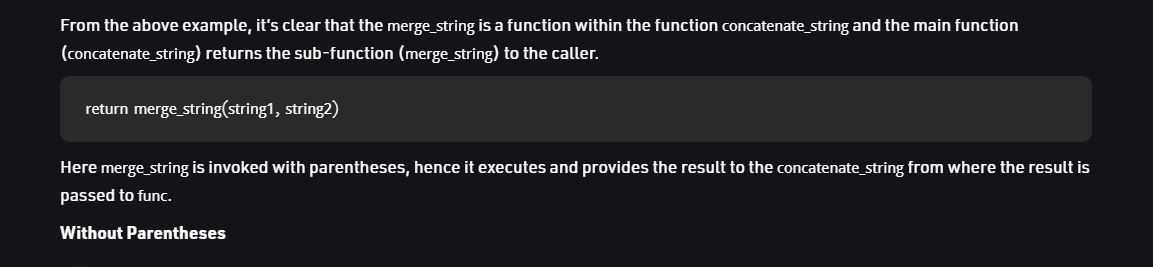 From the above example, it's clear that the merge_string is a function within the function concatenate_string and the main function
(concatenate_string) returns the sub-function (merge_string) to the caller.
return merge_string(string1, string2)
Here merge_string is invoked with parentheses, hence it executes and provides the result to the concatenate_string from where the result is
passed to func.
Without Parentheses